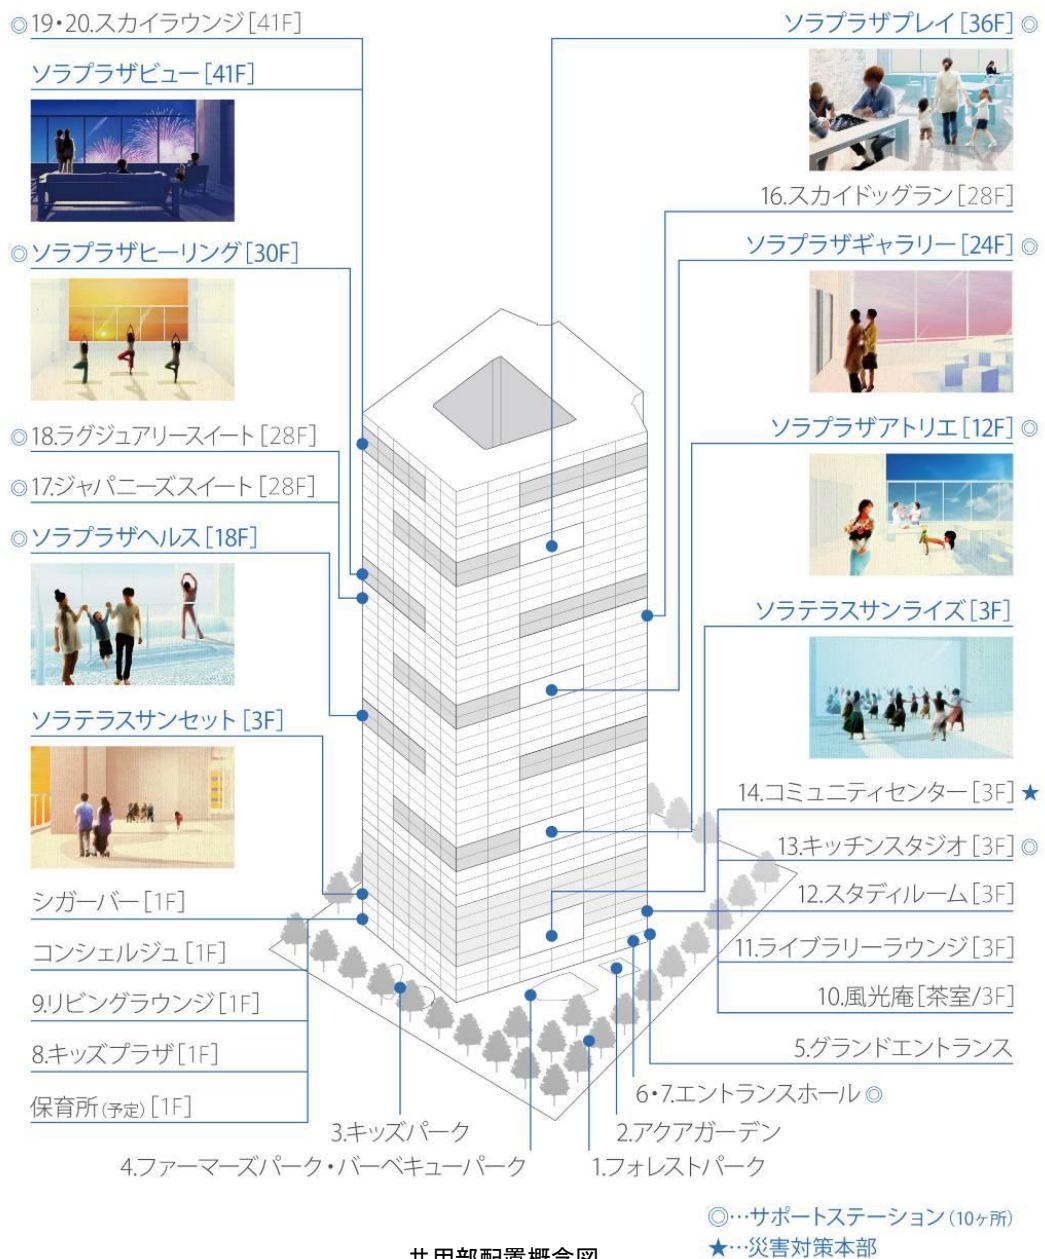 ◎19・20.スカイラウンジ[41F]
ソラプラザビュー[41F]
◎ソラプラザヒーリング[30F]
◎18.ラグジュアリースイート[28F]
◎17.ジャパニーズスイート[28F]
◎ソラプラザヘルス[18F]
ソラテラスサンセット[3F]
シガーバー[1F]
コンシェルジュ[1F]
9.リビングラウンジ[1F]
8.キッズプラザ[1F]
保育所(予定)[1F]
ソラプラザプレイ[36F]◎
16.スカイドッグラン[28F]
ソラプラザギャラリー[24F]◎
ソラプラザアトリエ[12F]◎
ソラテラスサンライズ[3F]
14.コミュニティセンター[3F]★
13.キッチンスタジオ[3F]◎
12.スタディルーム[3F]
11.ライブラリーラウンジ[3F]
10.風光庵[茶室/3F]
5.グランドエントランス
6・7.エントランスホール◎
3.キッズパーク
2.アクアガーデン
4.ファーマーズパーク・バーベキューパーク
1.フォレストパーク
◎…サポートステーション(10ヶ所)
★…災害対策本部
共用部配置概念図